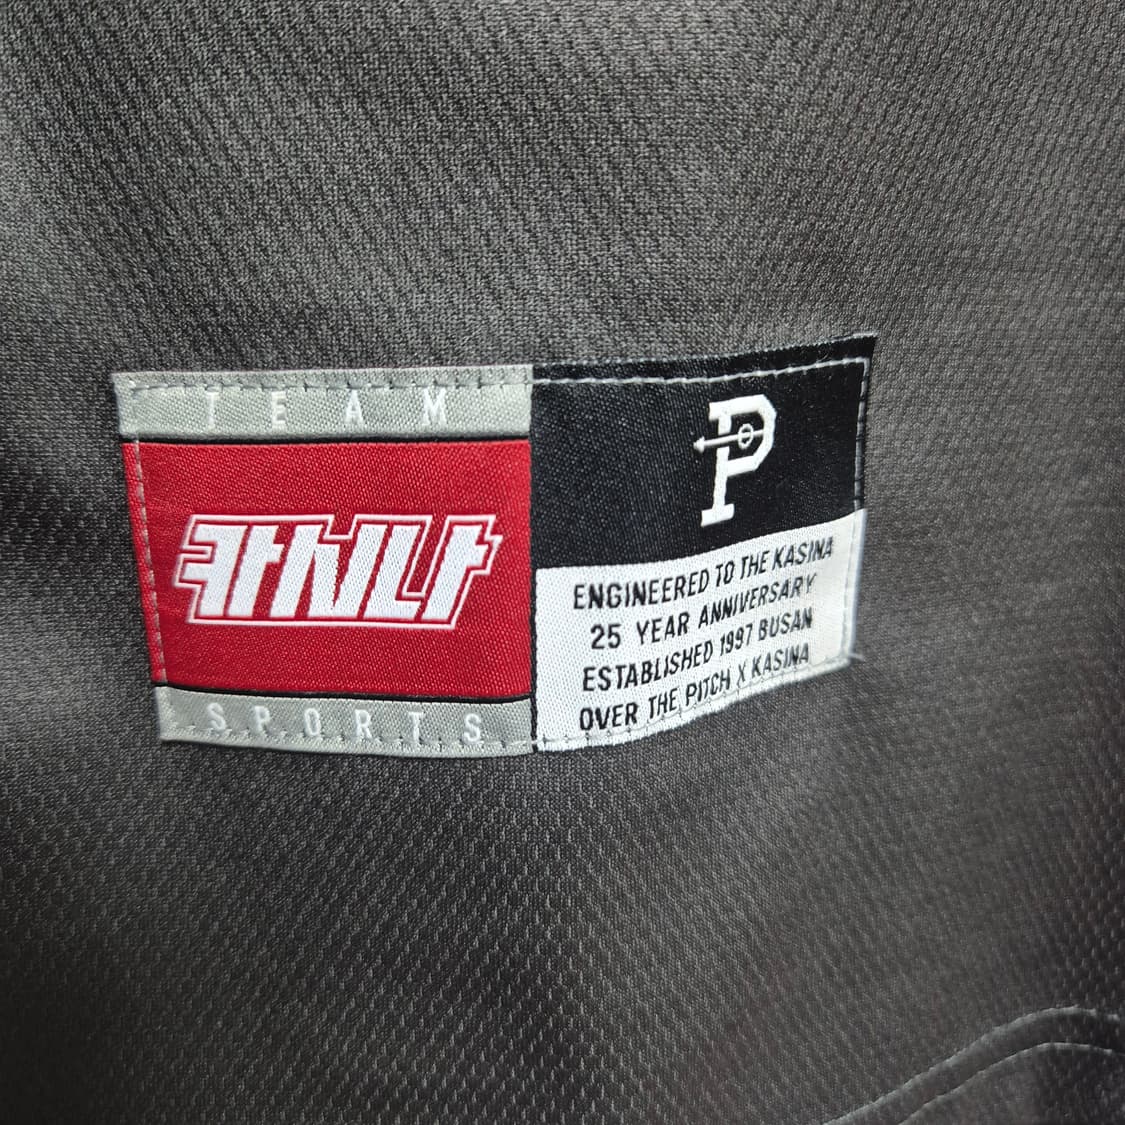 TEAM
카시나
SPORTS
P
ENGINEERED TO THE KASINA
25 YEAR ANNIVERSARY
ESTABLISHED 1997 BUSAN
OVER THE PITCH X KASINA